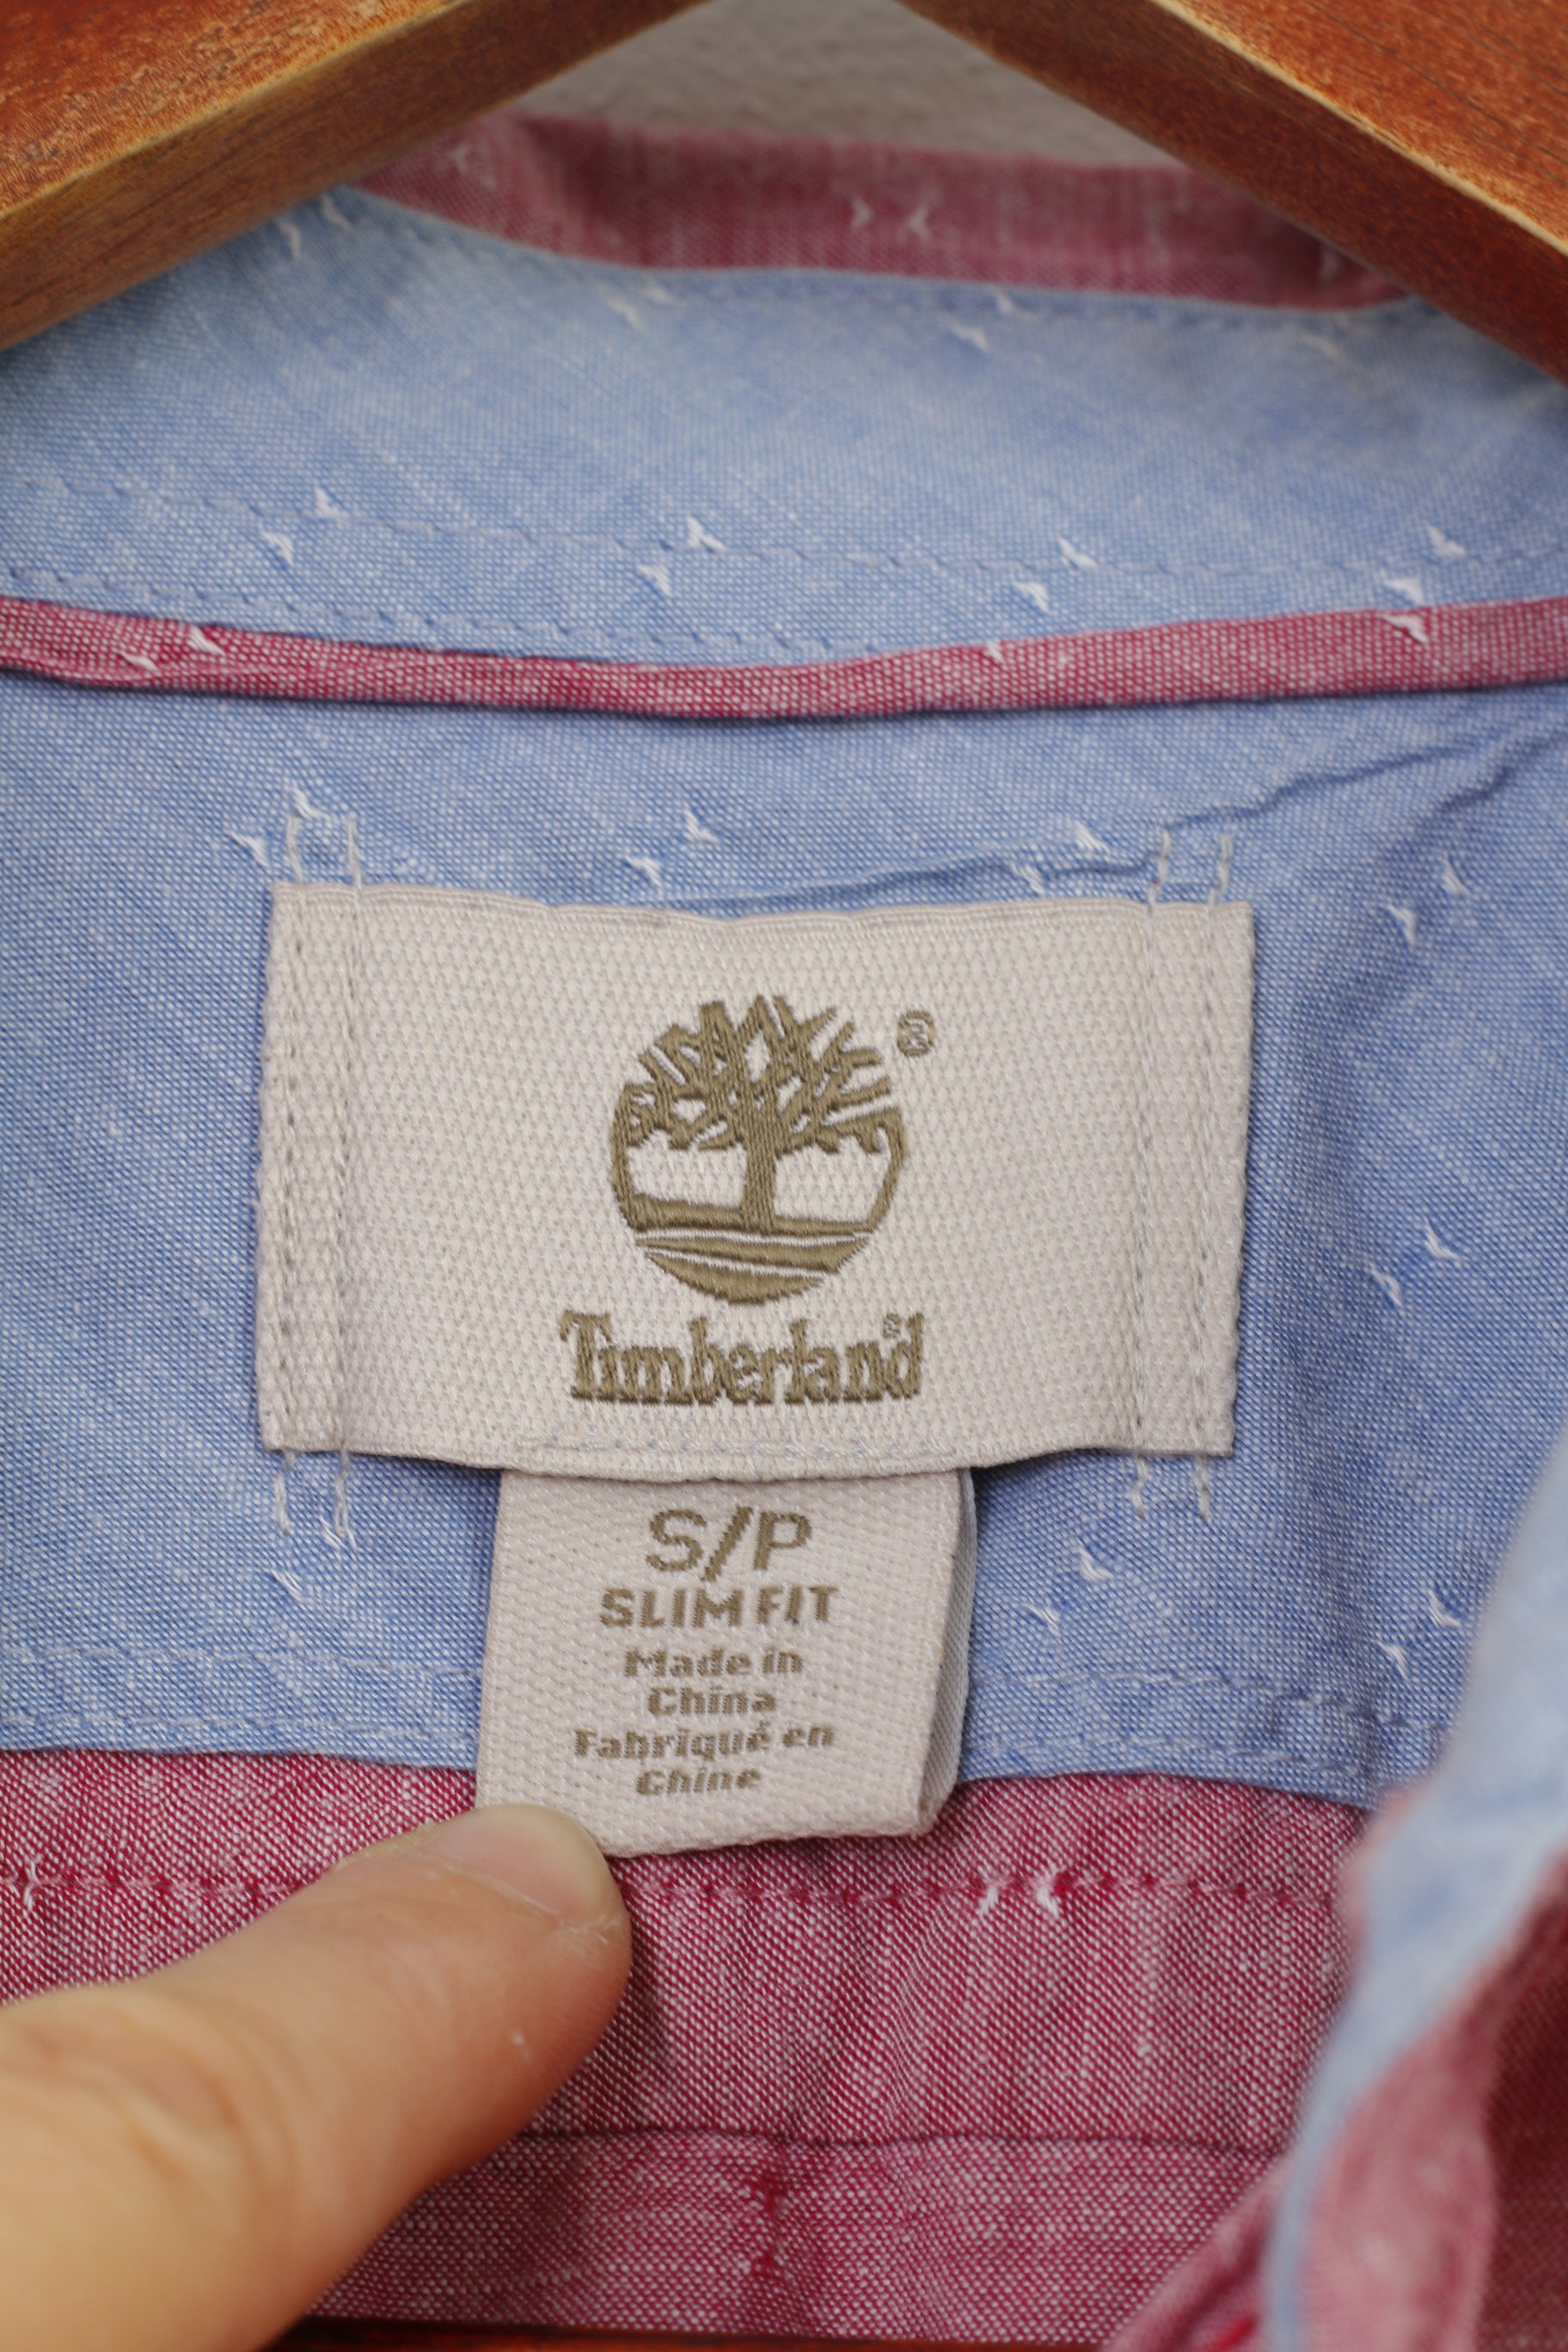 Timberland®
S/P
SLIM FIT
Made in
China
Fabriqué en
Chine